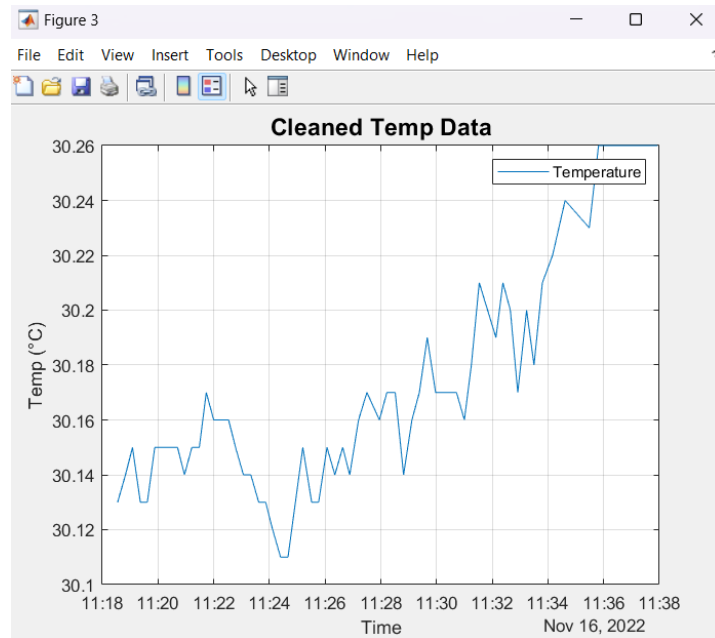 Figure 3
File Edit View Insert Tools Desktop Window Help
Cleaned Temp Data
Temperature
30.26
30.24
30.22
30.2
30.18
30.16
30.14
30.12
30.1
Temp (°C)
11:18 11:20 11:22 11:24 11:26 11:28 11:30 11:32 11:34 11:36 11:38
Time
Nov 16, 2022